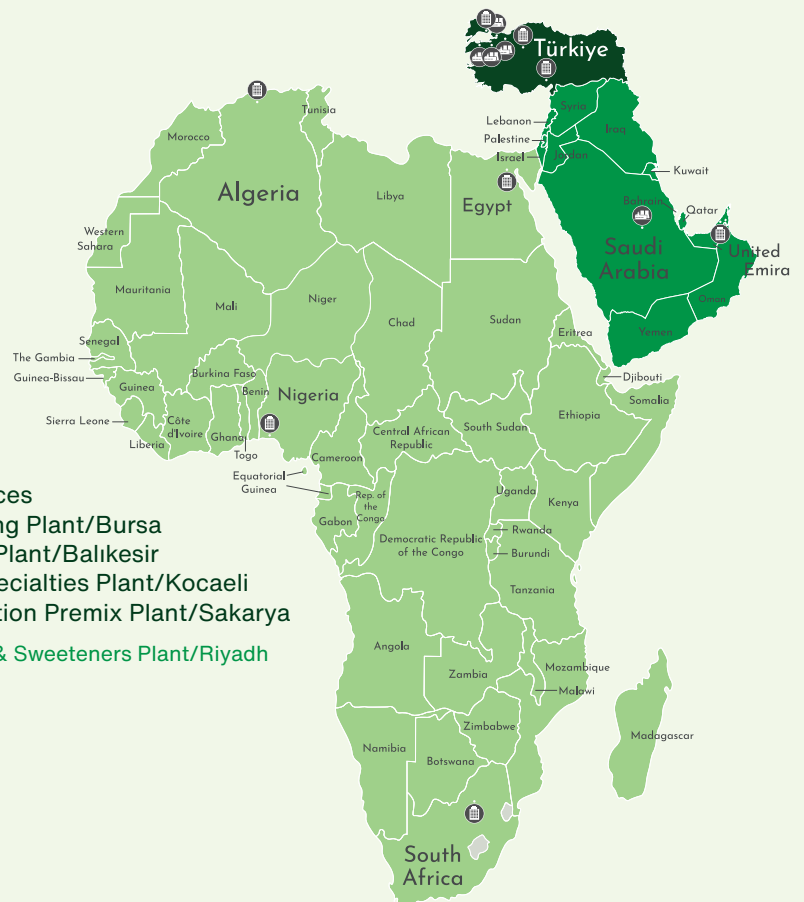 Türkiye
Syria
Lebanon
Iraq
Tunisia
Morocco
Palestine
Israel
Jordan
Kuwait
Algeria
Libya
Egypt
Bahrain
Qatar
Western
Sahara
Saudi
Arabia
United
Emira
Mauritania
Mali
Niger
Chad
Sudan
Oman
Yemen
Eritrea
Senegal
The Gambia
Guinea-Bissau
Guinea
Burkina Faso
Benin
Nigeria
Djibouti
Somalia
Ethiopia
Sierra Leone
Liberia
Côte
d'Ivoire
Ghana
Togo
Cameroon
Central African
Republic
South Sudan
Equatorial
Guinea
Gabon
Rep. of
the
Congo
Uganda
Kenya
Democratic Republic
of the Congo
Rwanda
Burundi
Tanzania
ces
ng Plant/Bursa
Plant/Balıkesir
ecialties Plant/Kocaeli
tion Premix Plant/Sakarya
& Sweeteners Plant/Riyadh
Angola
Zambia
Mozambique
Malawi
Zimbabwe
Madagascar
Namibia
Botswana
South
Africa